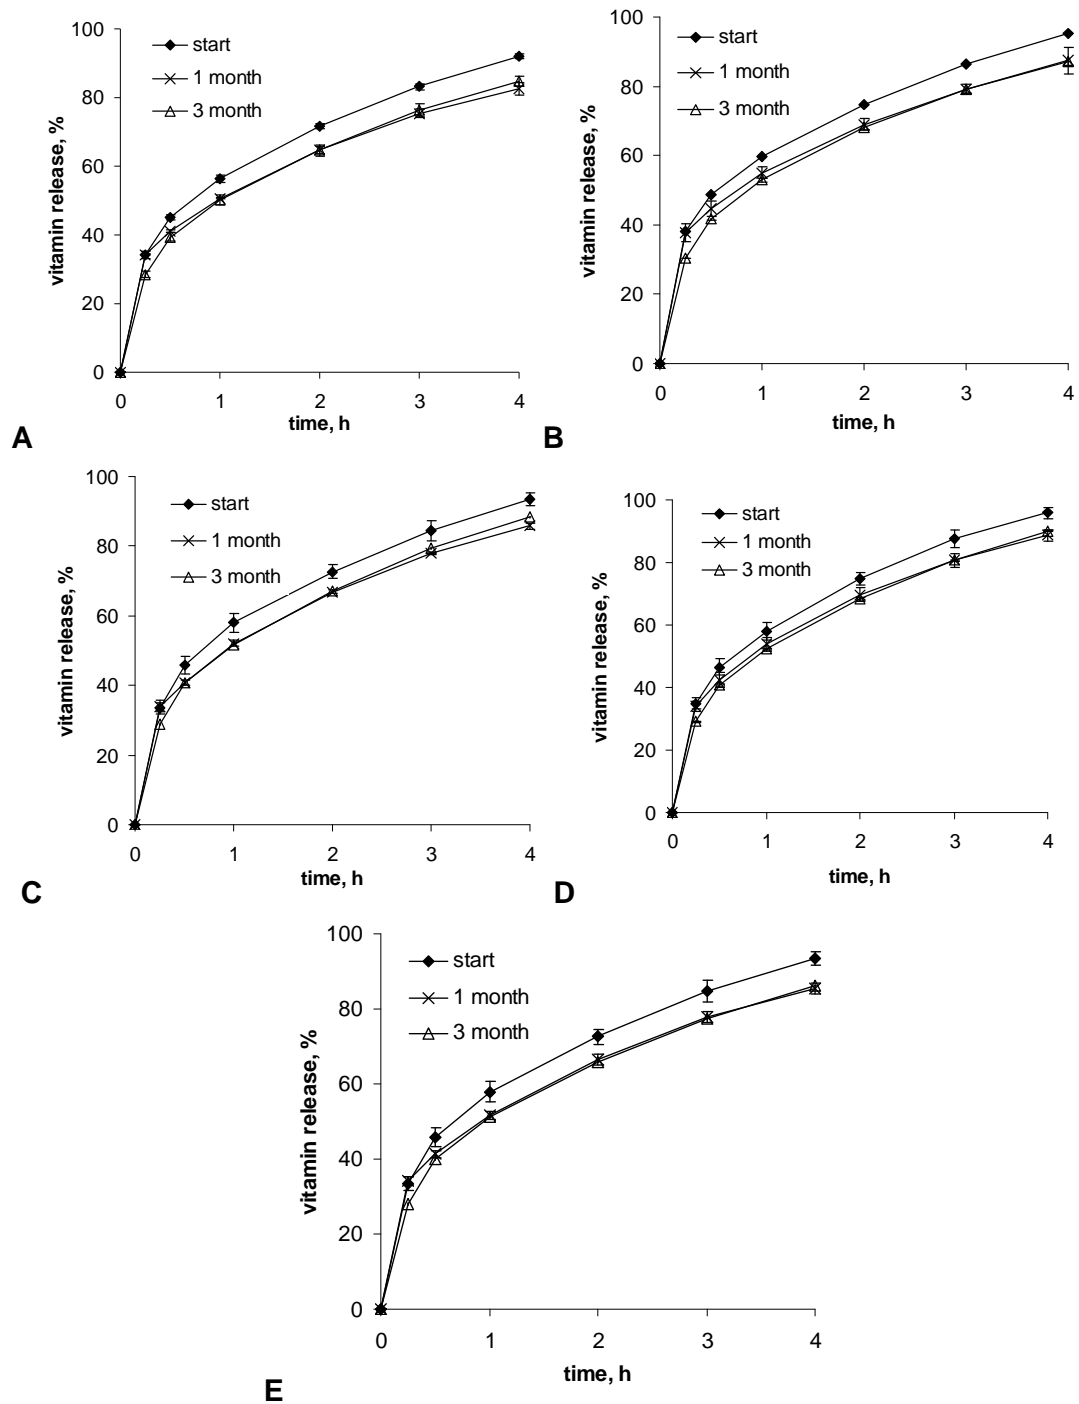 100
80
60
40
20
0
vitamin release, %
start
1 month
3 month
0 1 2 3 4
time, h
A
100
80
60
40
20
0
vitamin release, %
start
1 month
3 month
0 1 2 3 4
time, h
B
100
80
60
40
20
0
vitamin release, %
start
1 month
3 month
0 1 2 3 4
time, h
C
100
80
60
40
20
0
vitamin release, %
start
1 month
3 month
0 1 2 3 4
time, h
D
100
80
60
40
20
0
vitamin release, %
start
1 month
3 month
0 1 2 3 4
time, h
E